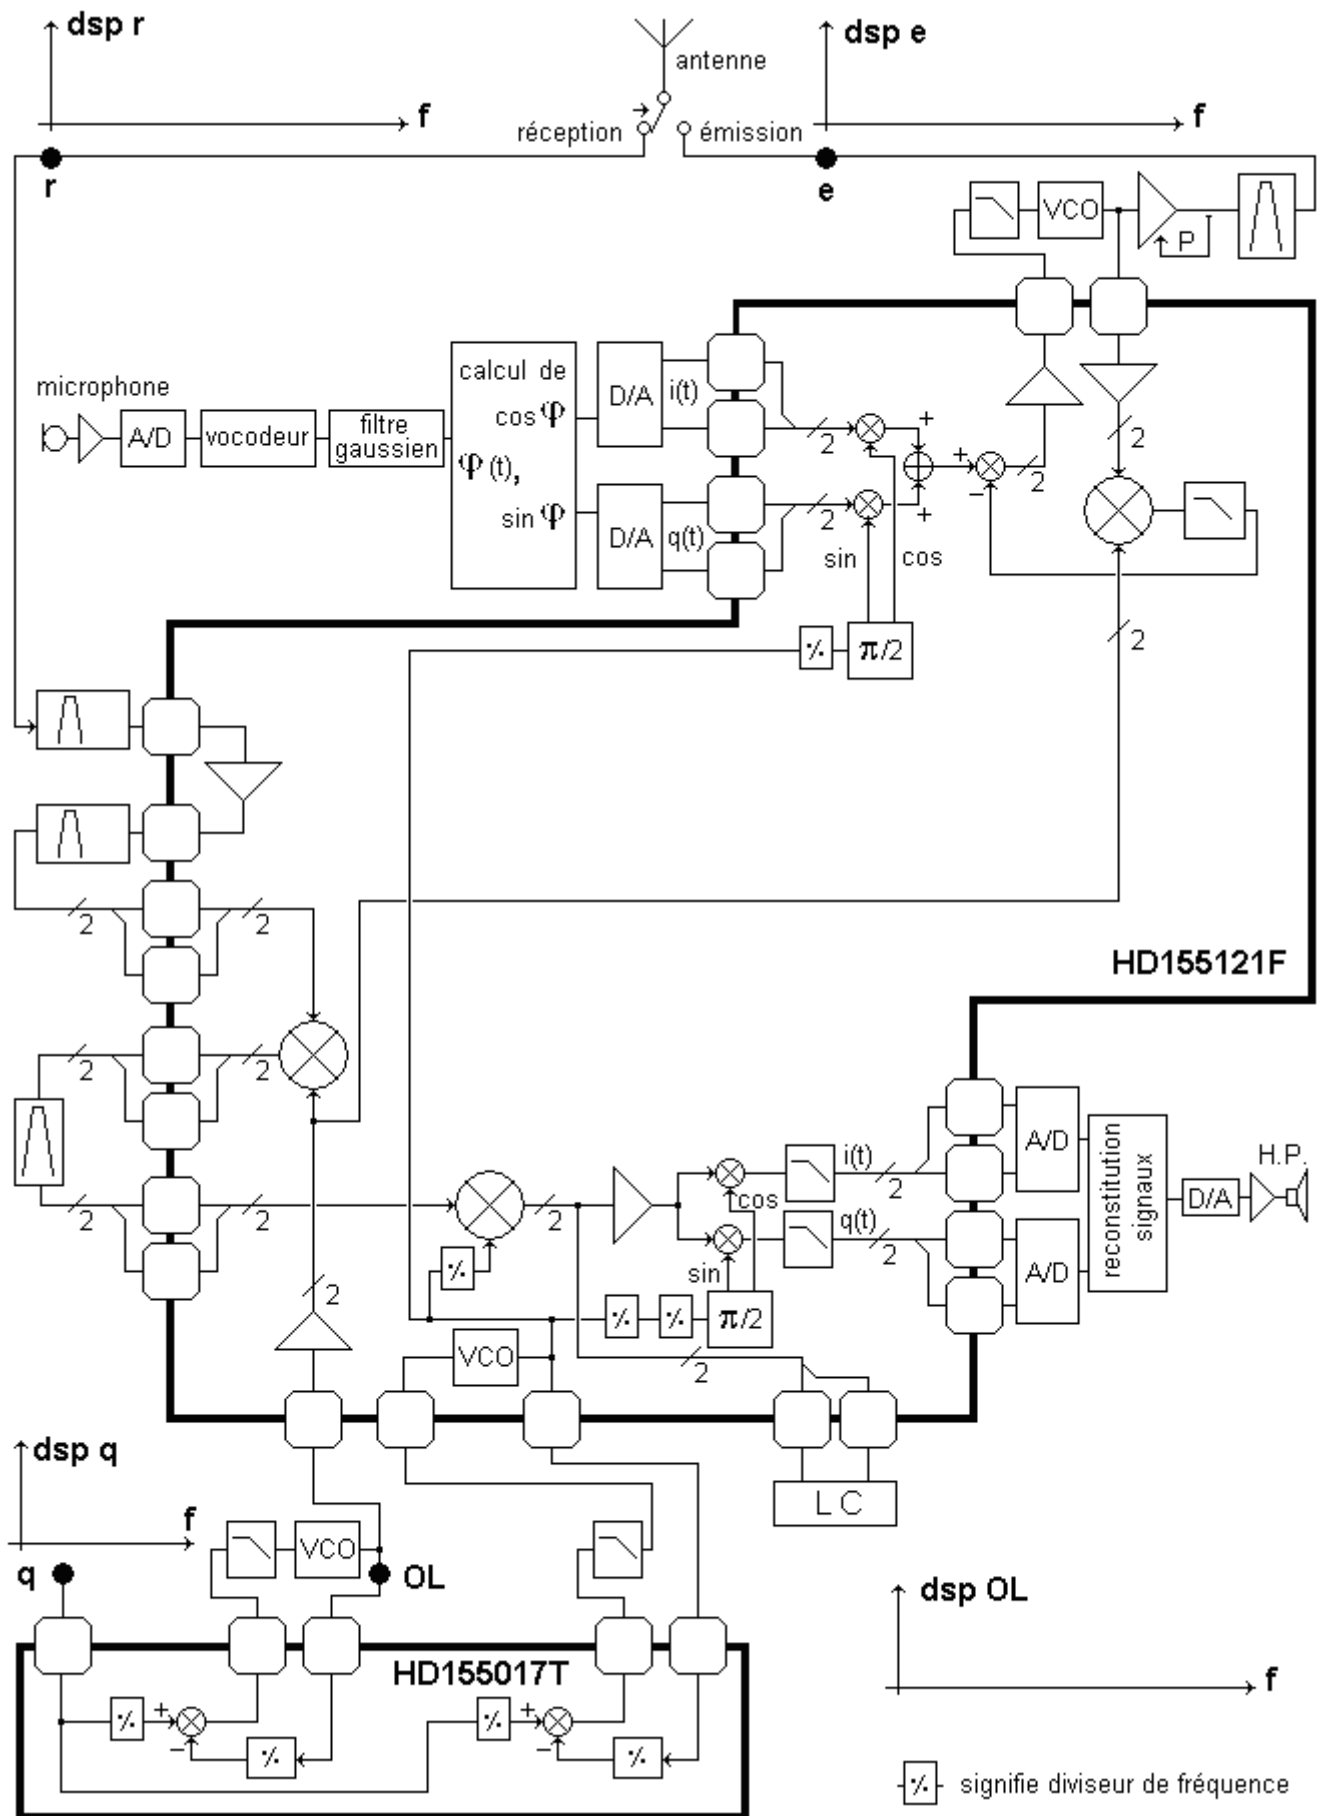 dsp r
f
r
antenne
réception
émission
dsp e
f
e
VCO
P
microphone
A/D
vocodeur
filtre
gaussien
calcul de
cos φ
φ(t),
sin φ
D/A
i(t)
D/A
q(t)
2
2
+
+
+
-
2
2
2
sin
cos
%
π/2
2
2
2
2
2
HD155121F
2
2
2
%
2
cos
sin
i(t)
q(t)
2
2
A/D
A/D
reconstitution
signaux
D/A
H.P.
%
%
π/2
VCO
2
L C
dsp q
f
q
VCO
OL
HD155017T
%
+
-
%
%
+
-
%
dsp OL
f
% signifie diviseur de fréquence